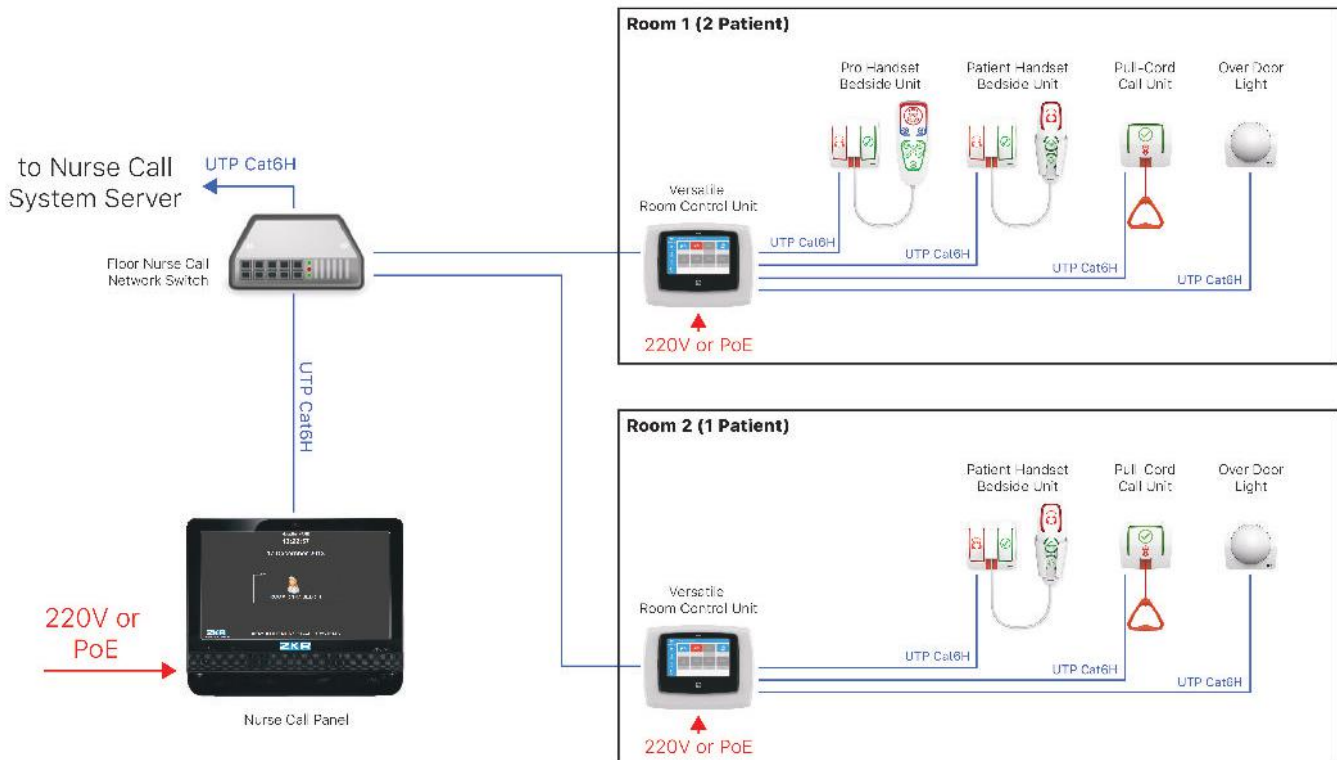 Room 1 (2 Patient)
Pro Handset
Bedside Unit
Patient Handset
Bedside Unit
Pull-Cord
Call Unit
Over Door
Light
to Nurse Call
System Server
UTP Cat6H
Versatile
Room Control Unit
Floor Nurse Call
Network Switch
UTP Cat6H
UTP Cat6H
UTP Cat6H
UTP Cat6H
220V or PoE
UTP Cat6H
Room 2 (1 Patient)
Patient Handset
Bedside Unit
Pull-Cord
Call Unit
Over Door
Light
Versatile
Room Control Unit
220V or
PoE
ZKR
ZKR
Nurse Call Panel
UTP Cat6H
UTP Cat6H
UTP Cat6H
220V or PoE